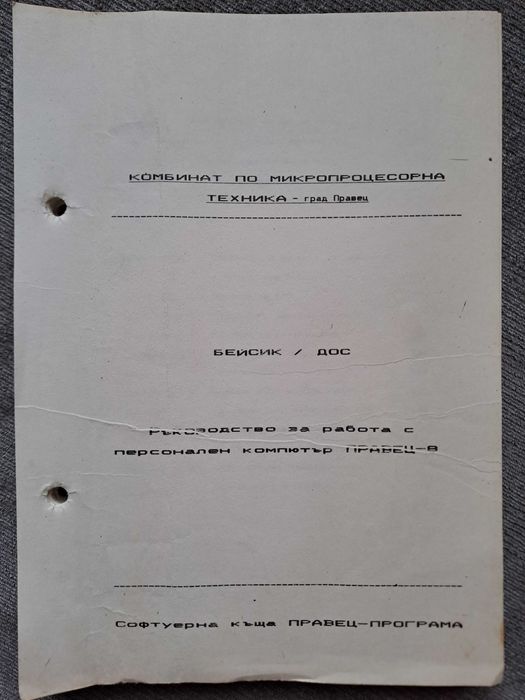 КОМБИНАТ ПО МИКРОПРОЦЕСОРНА
ТЕХНИКА - град Правец
БЕЙСИК / ДОС
Ръководство за работа с
персонален компютър ПРАВЕЦ-8
Софтуерна къща ПРАВЕЦ-ПРОГРАМА